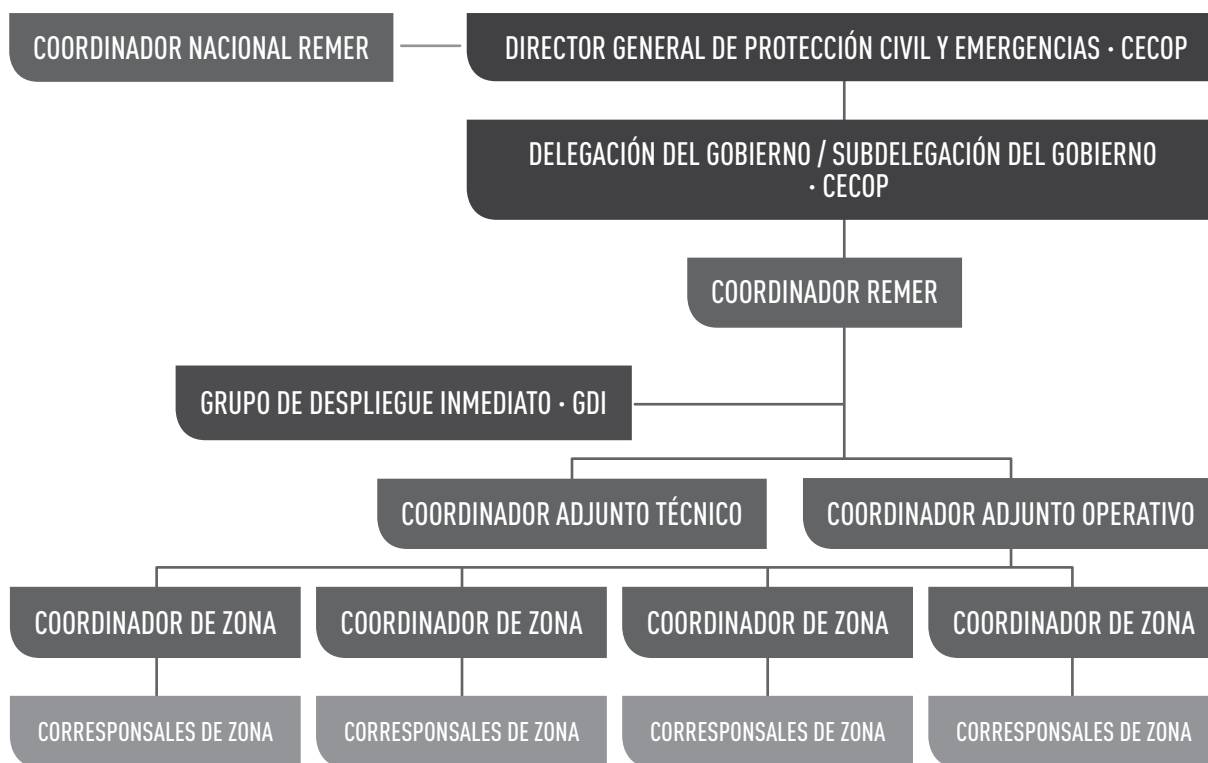 COORDINADOR NACIONAL REMER
DIRECTOR GENERAL DE PROTECCIÓN CIVIL Y EMERGENCIAS · CECOP
DELEGACIÓN DEL GOBIERNO / SUBDELEGACIÓN DEL GOBIERNO
· CECOP
COORDINADOR REMER
GRUPO DE DESPLIEGUE INMEDIATO · GDI
COORDINADOR ADJUNTO TÉCNICO
COORDINADOR ADJUNTO OPERATIVO
COORDINADOR DE ZONA
COORDINADOR DE ZONA
COORDINADOR DE ZONA
COORDINADOR DE ZONA
CORRESPONSALES DE ZONA
CORRESPONSALES DE ZONA
CORRESPONSALES DE ZONA
CORRESPONSALES DE ZONA